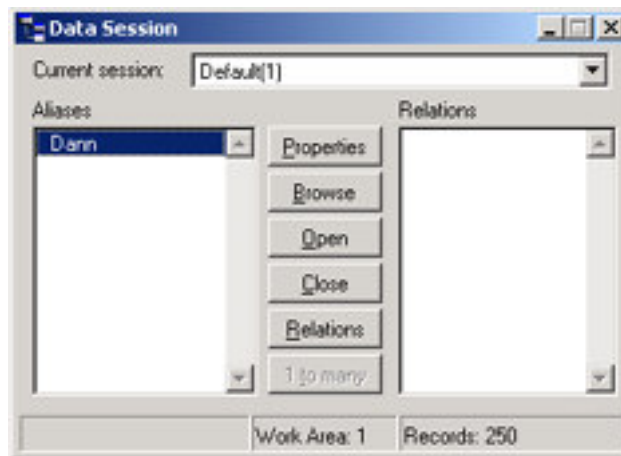 Data Session
Current session: Default(1)
Aliases
Relations
Dann
Properties
Browse
Open
Close
Relations
1 to many
Work Area: 1 Records: 250